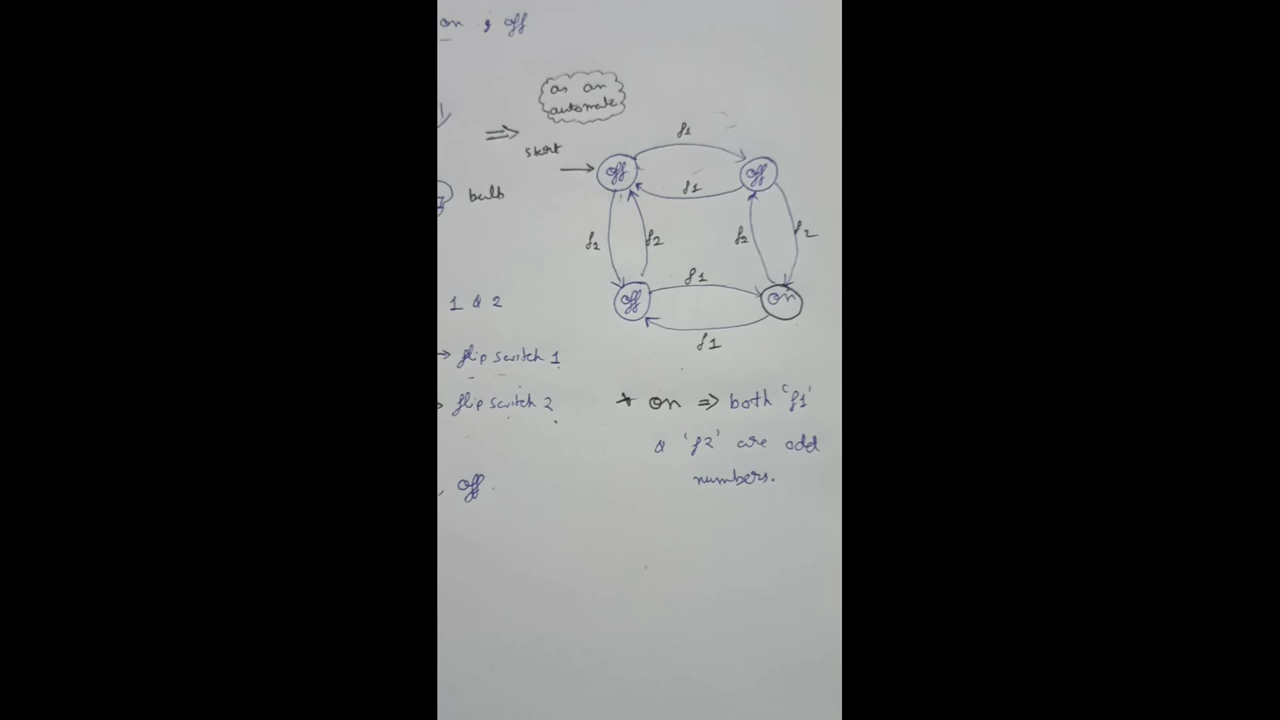 on , off
as an
automate
⇒
start
→
off
off
off
on
f1
f1
f2
f2
f2
f2
f1
f1
bulb
1 & 2
→ flip switch 1
flip switch 2
, off.
* on ⇒ both 'f1'
& 'f2' are odd
numbers.